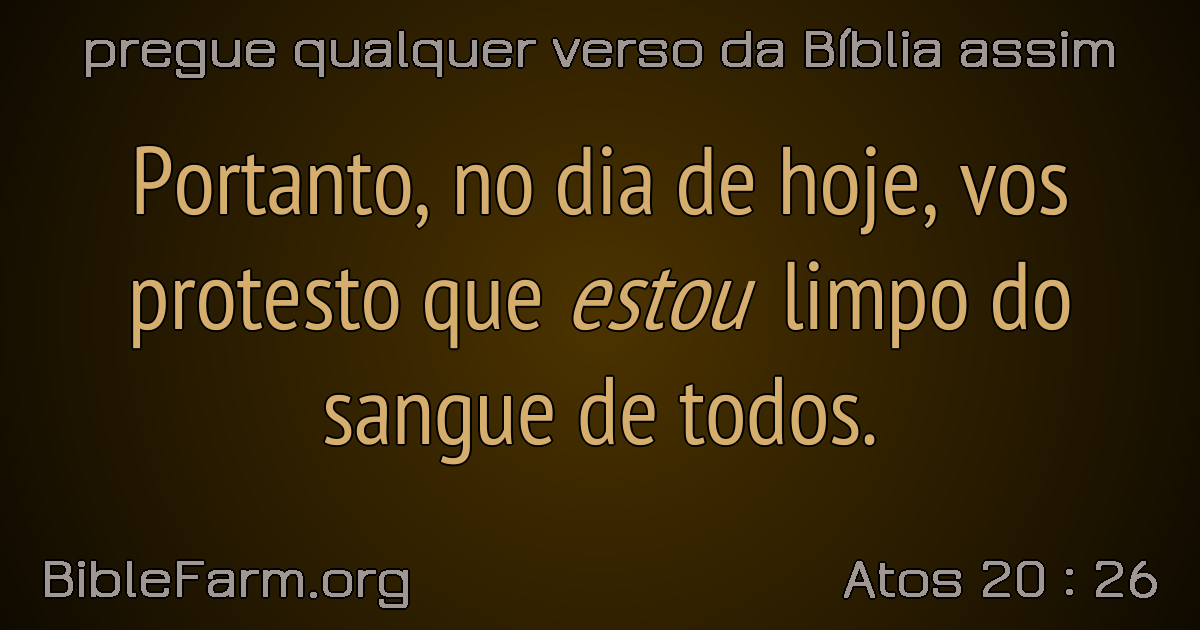 pregue qualquer verso da Bíblia assim
Portanto, no dia de hoje, vos
protesto que estou limpo do
sangue de todos.
BibleFarm.org
Atos 20 : 26